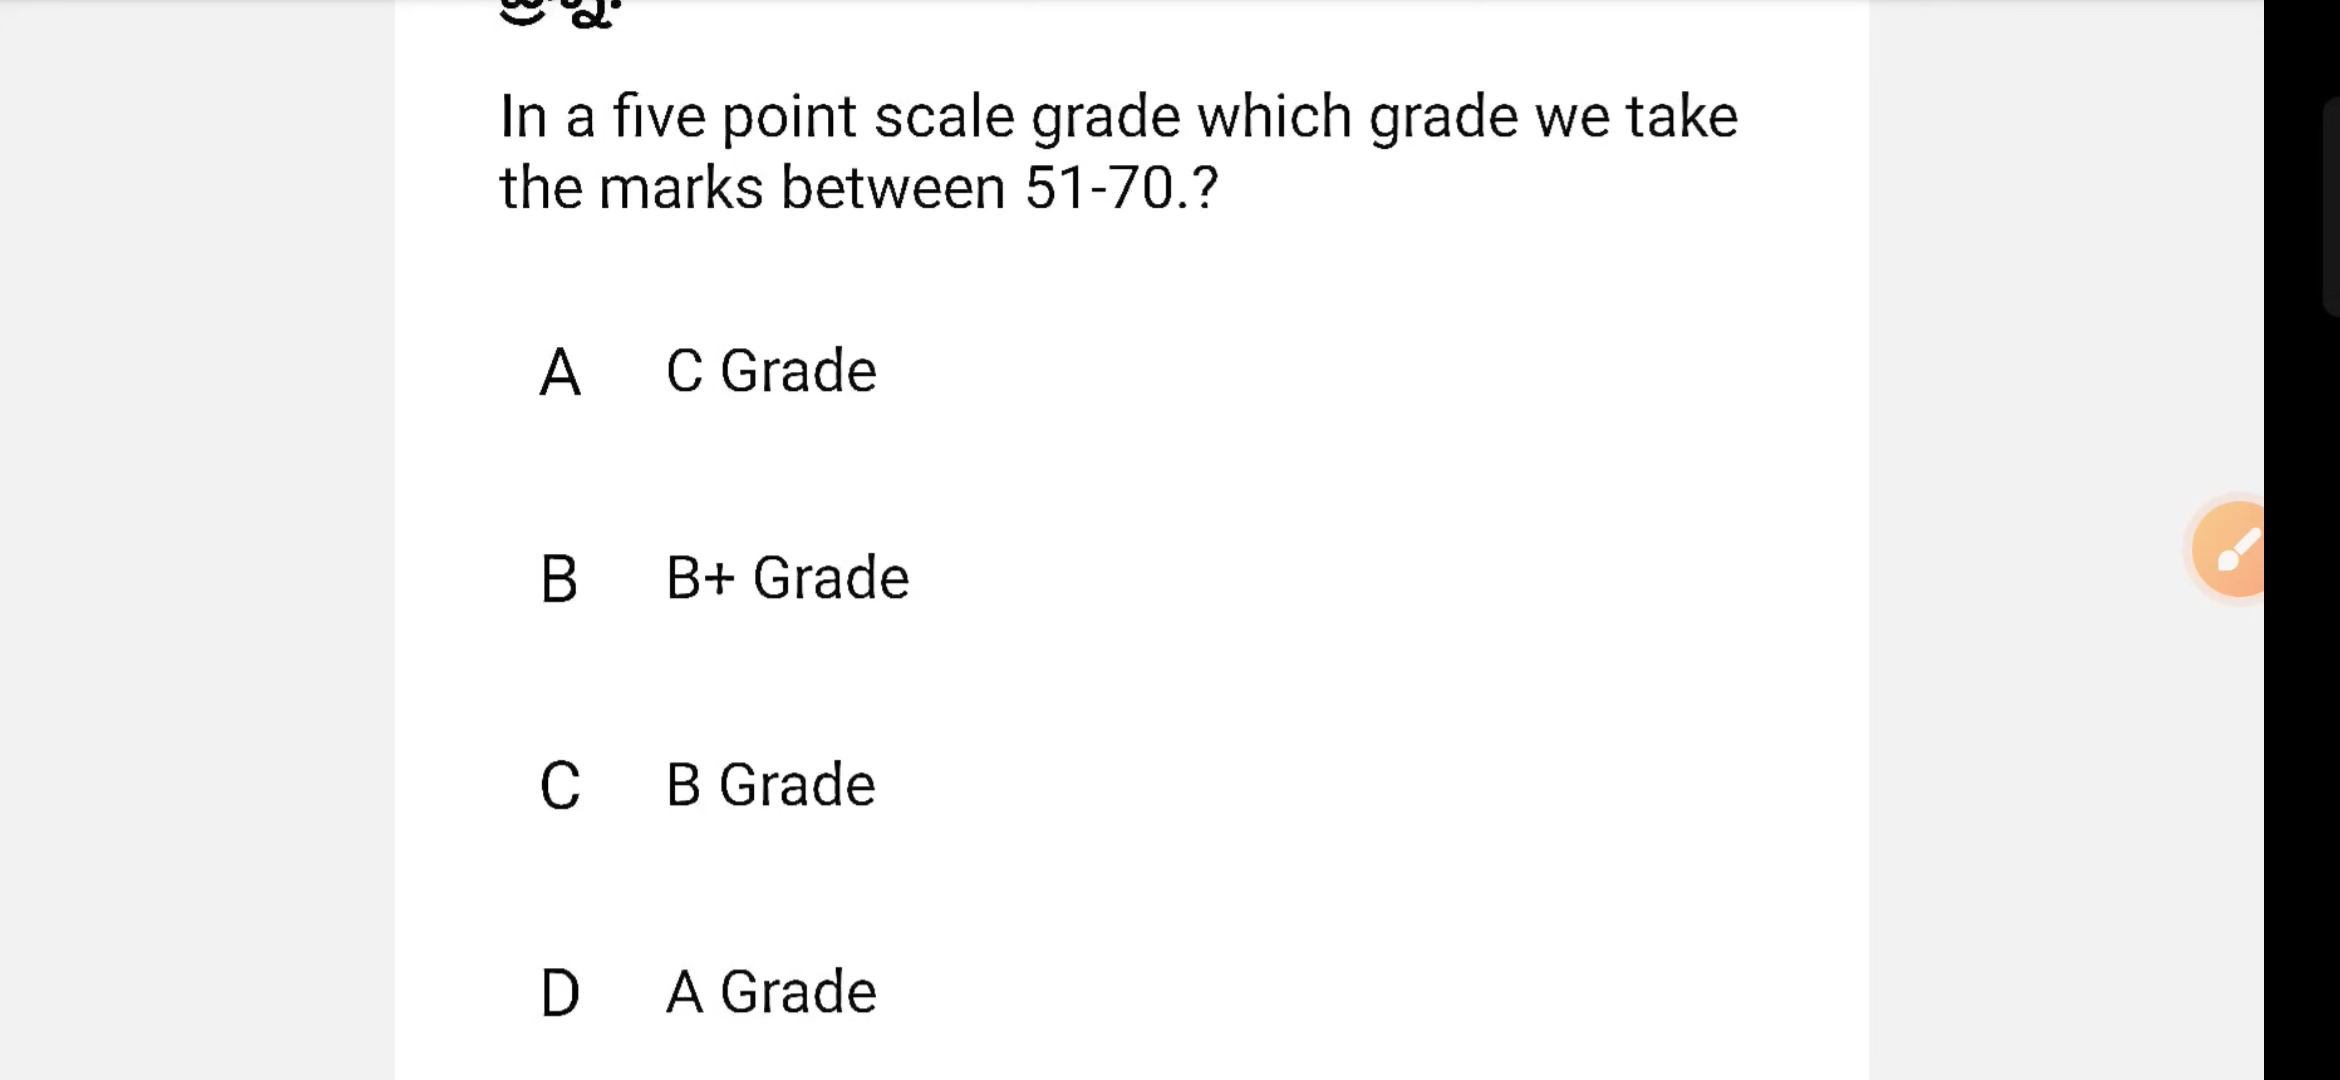 In a five point scale grade which grade we take
the marks between 51-70.?
A C Grade
B B+ Grade
C B Grade
D A Grade